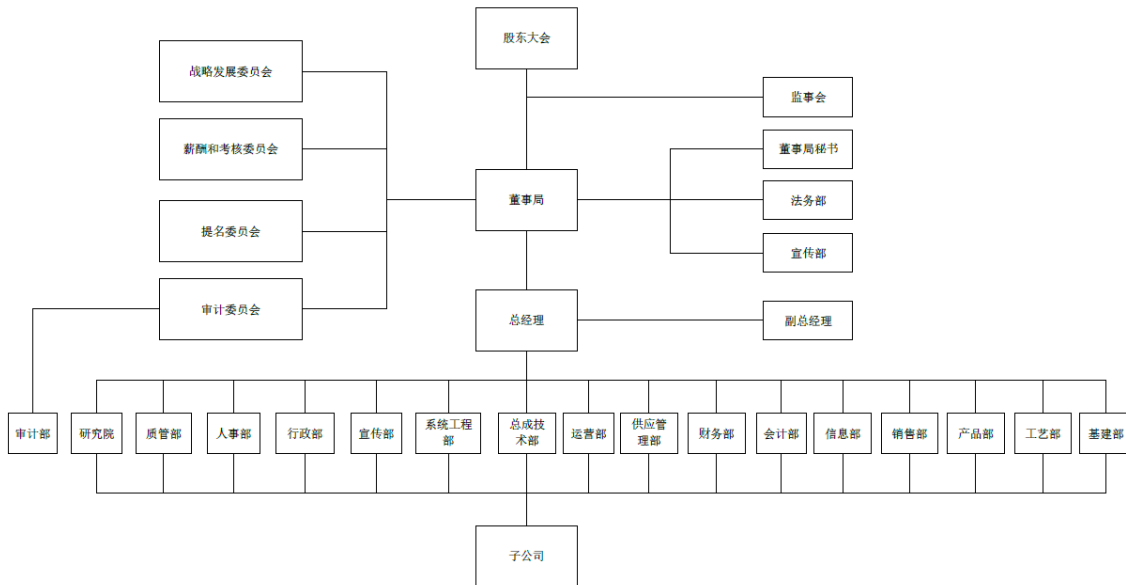 股东大会
战略发展委员会
监事会
薪酬和考核委员会
董事局秘书
董事局
法务部
提名委员会
宣传部
审计委员会
总经理
副总经理
审计部
研究院
质管部
人事部
行政部
宣传部
系统工程
部
总成技
术部
运营部
供应管
理部
财务部
会计部
信息部
销售部
产品部
工艺部
基建部
子公司